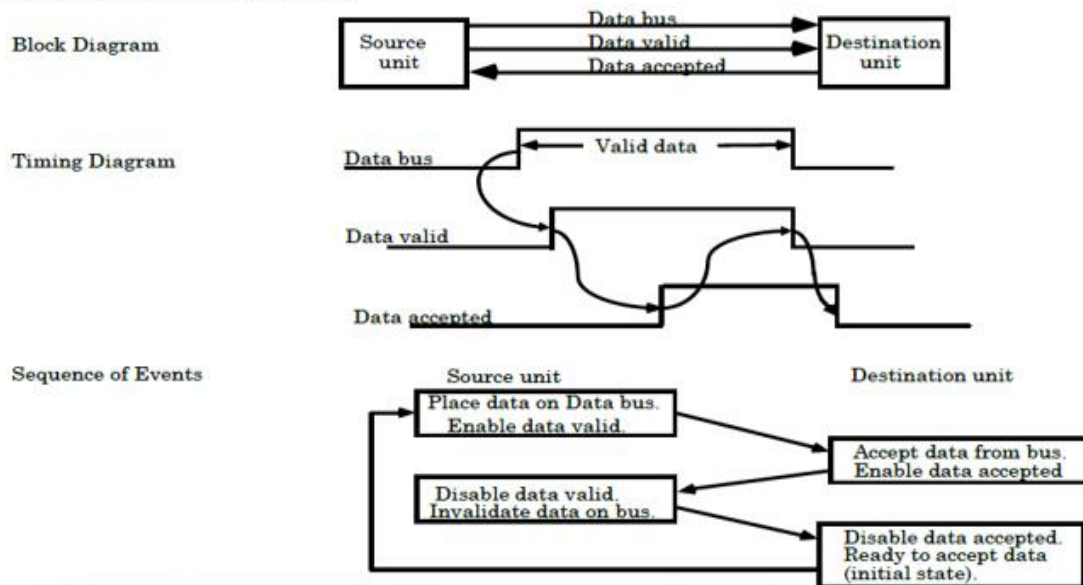 Block Diagram
Source
unit
Data bus
Data valid
Data accepted
Destination
unit
Timing Diagram
Data bus
Valid data
Data valid
Data accepted
Sequence of Events
Source unit
Destination unit
Place data on Data bus.
Enable data valid.
Accept data from bus.
Enable data accepted
Disable data valid.
Invalidate data on bus.
Disable data accepted.
Ready to accept data
(initial state).